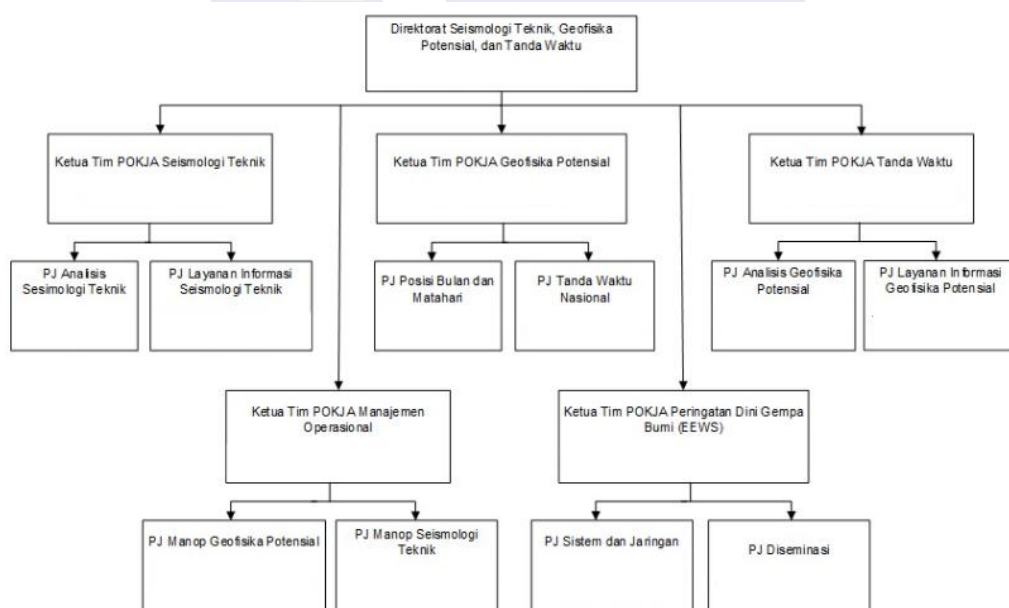 Direktorat Seismologi Teknik, Geofisika
Potensial, dan Tanda Waktu
Ketua Tim POKJA Seismologi Teknik
Ketua Tim POKJA Geofisika Potensial
Ketua Tim POKJA Tanda Waktu
PJ Analisis
Sesimologi Teknik
PJ Layanan Informasi
Seismologi Teknik
PJ Posisi Bulan dan
Matahari
PJ Tanda Waktu
Nasional
PJ Analisis Geofisika
Potensial
PJ Layanan Informasi
Geofisika Potensial
Ketua Tim POKJA Manajemen
Operasional
Ketua Tim POKJA Peringatan Dini Gempa
Bumi (EEWS)
PJ Manop Geofisika Potensial
PJ Manop Seismologi
Teknik
PJ Sistem dan Jaringan
PJ Diseminasi